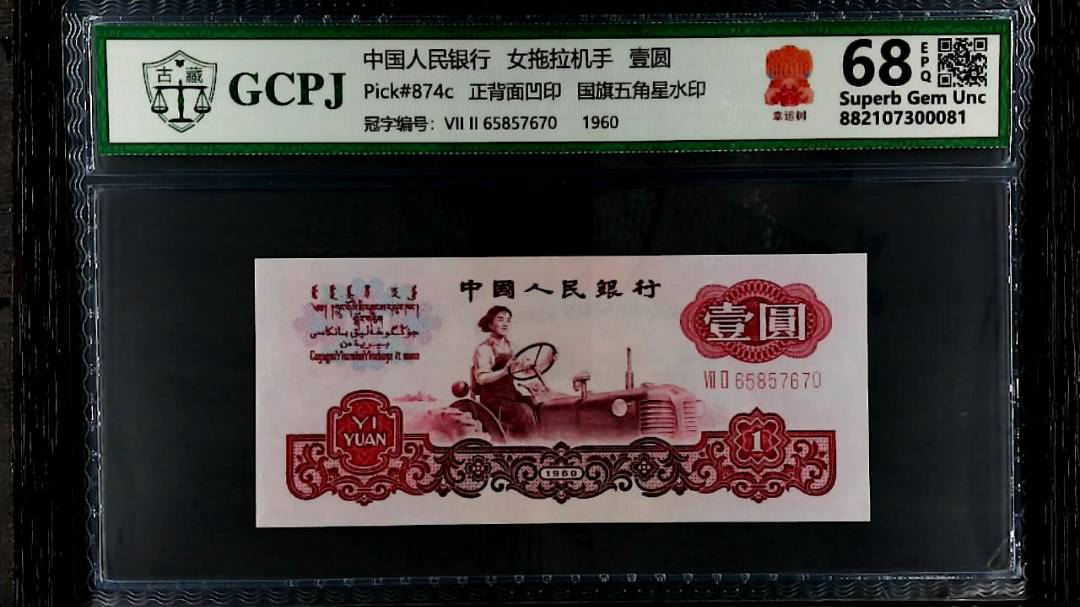 古 藏
GCPJ
中国人民银行 女拖拉机手 壹圆
Pick#874c 正背面凹印 国旗五角星水印
冠字编号: VII II 65857670 1960
幸运树
68 EPQ
Superb Gem Unc
882107300081
中國人民銀行
壹圓
VII II 65857670
YI
YUAN
1960
1